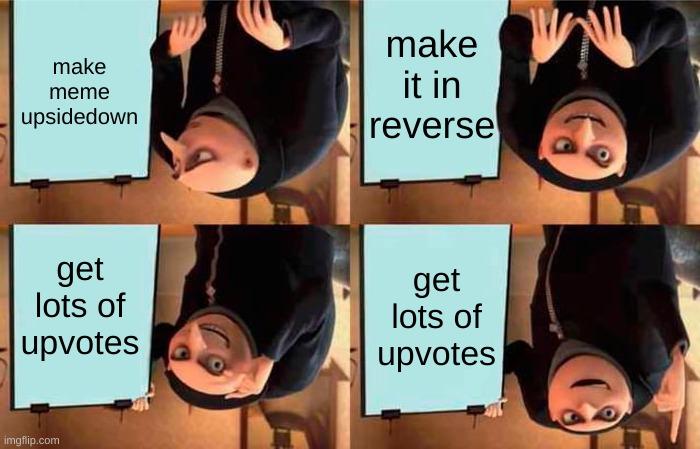 make
meme
upsidedown
make
it in
reverse
get
lots of
upvotes
get
lots of
upvotes
imgflip.com